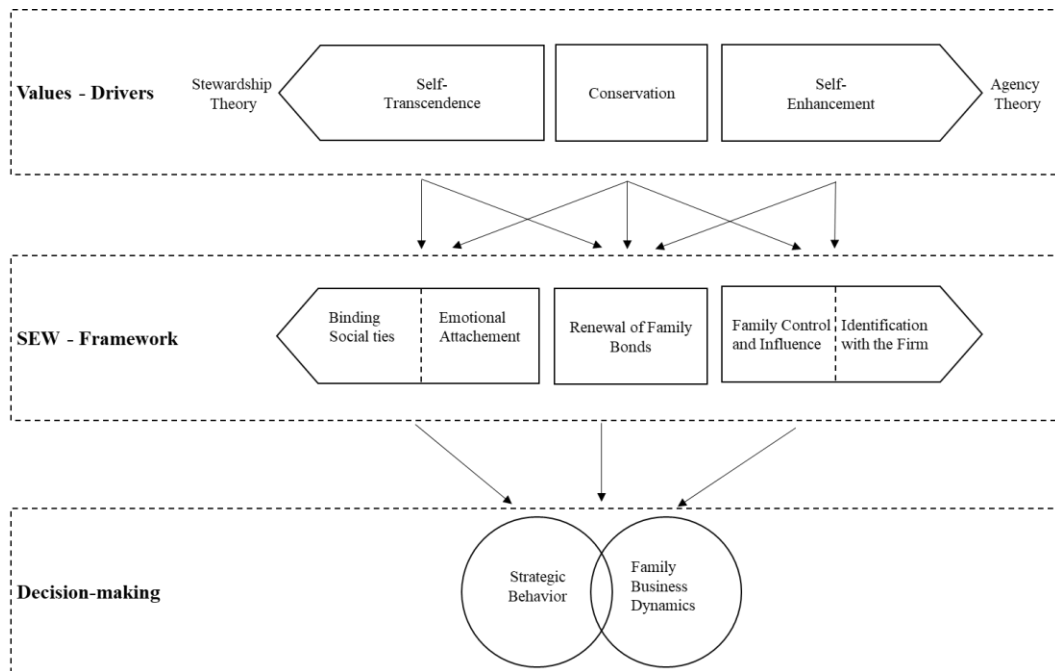 Values - Drivers
Stewardship
Theory
Self-
Transcendence
Conservation
Self-
Enhancement
Agency
Theory
SEW - Framework
Binding
Social ties
Emotional
Attachement
Renewal of Family
Bonds
Family Control
and Influence
Identification
with the Firm
Decision-making
Strategic
Behavior
Family
Business
Dynamics